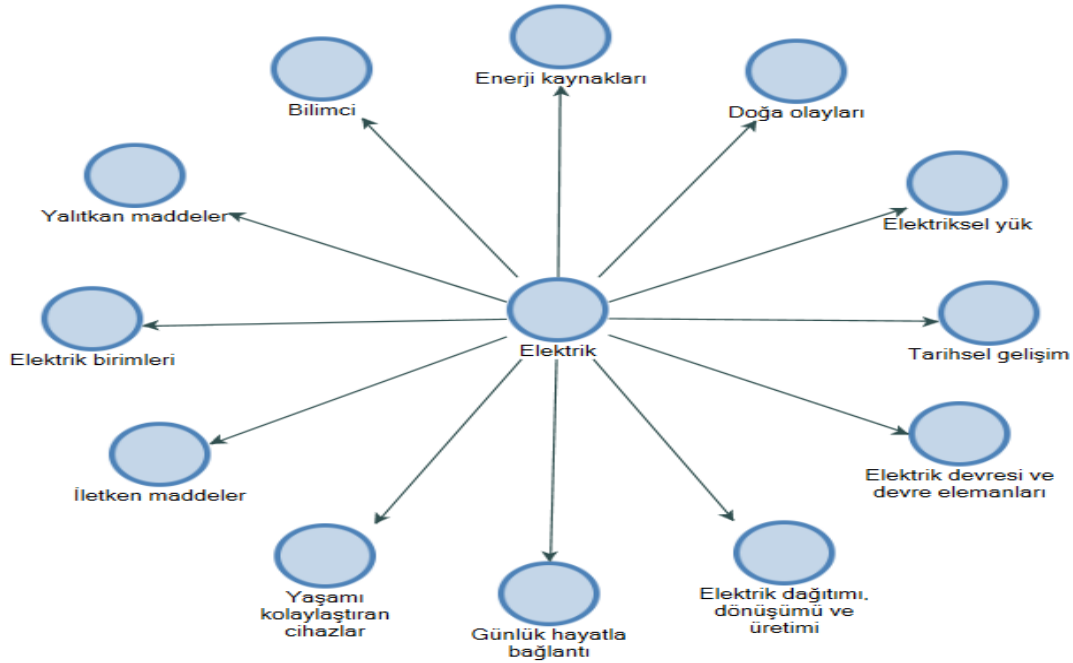 Enerji kaynakları
Bilimci
Doğa olayları
Yalıtkan maddeler
Elektriksel yük
Elektrik birimleri
Elektrik
Tarihsel gelişim
İletken maddeler
Elektrik devresi ve
devre elemanları
Yaşamı
kolaylaştıran
cihazlar
Günlük hayatla
bağlantı
Elektrik dağıtımı,
dönüşümü ve
üretimi